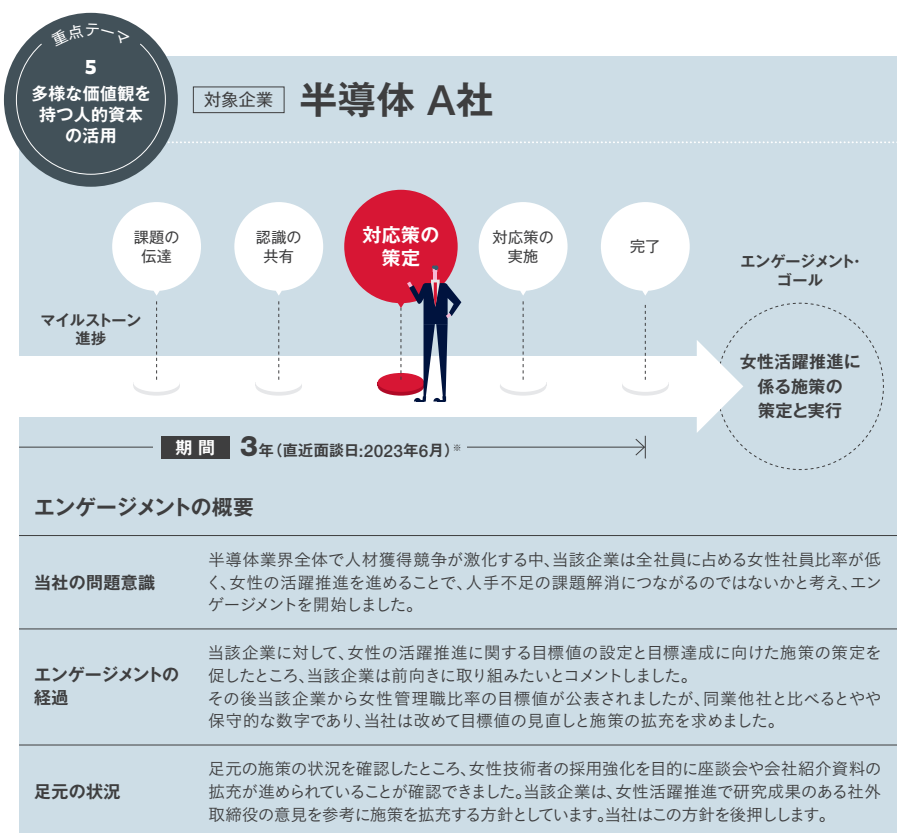 重点テーマ
5
多様な価値観を
持つ人的資本
の活用
対象企業 半導体 A社
課題の
伝達
認識の
共有
対応策の
策定
対応策の
実施
完了
エンゲージメント・
ゴール
マイルストーン
進捗
女性活躍推進に
係る施策の
策定と実行
期間 3年(直近面談日:2023年6月)※
エンゲージメントの概要
当社の問題意識
半導体業界全体で人材獲得競争が激化する中、当該企業は全社員に占める女性社員比率が低
く、女性の活躍推進を進めることで、人手不足の課題解消につながるのではないかと考え、エン
ゲージメントを開始しました。
エンゲージメントの
経過
当該企業に対して、女性の活躍推進に関する目標値の設定と目標達成に向けた施策の策定を
促したところ、当該企業は前向きに取り組みたいとコメントしました。
その後当該企業から女性管理職比率の目標値が公表されましたが、同業他社と比べるとやや
保守的な数字であり、当社は改めて目標値の見直しと施策の拡充を求めました。
足元の状況
足元の施策の状況を確認したところ、女性技術者の採用強化を目的に座談会や会社紹介資料の
拡充が進められていることが確認できました。当該企業は、女性活躍推進で研究成果のある社外
取締役の意見を参考に施策を拡充する方針としています。当社はこの方針を後押しします。